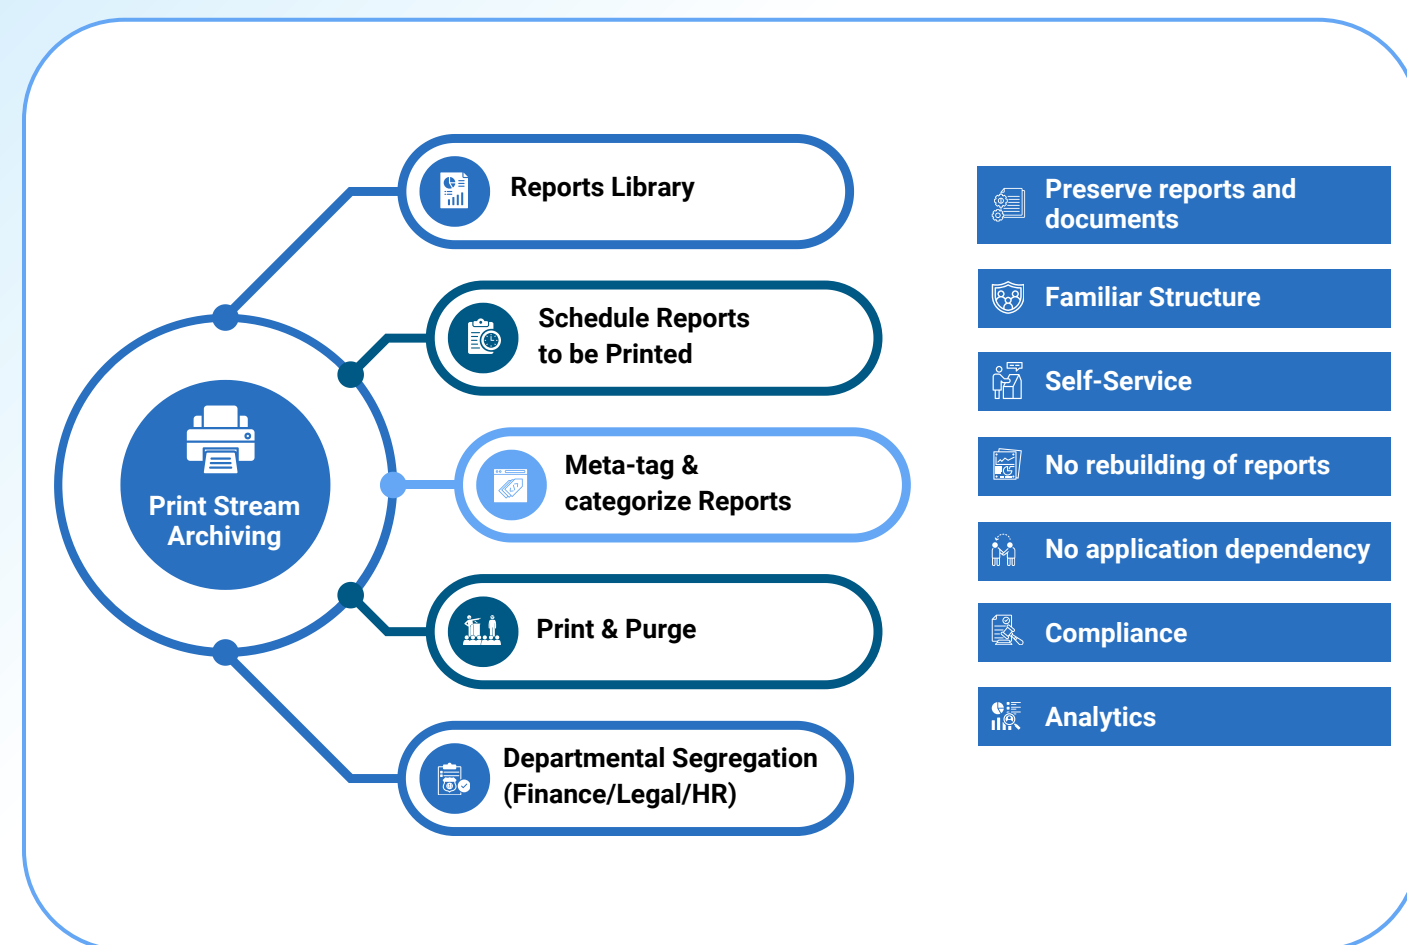 Print Stream
Archiving
Reports Library
Schedule Reports
to be Printed
Meta-tag &
categorize Reports
Print & Purge
Departmental Segregation
(Finance/Legal/HR)
Preserve reports and
documents
Familiar Structure
Self-Service
No rebuilding of reports
No application dependency
Compliance
Analytics